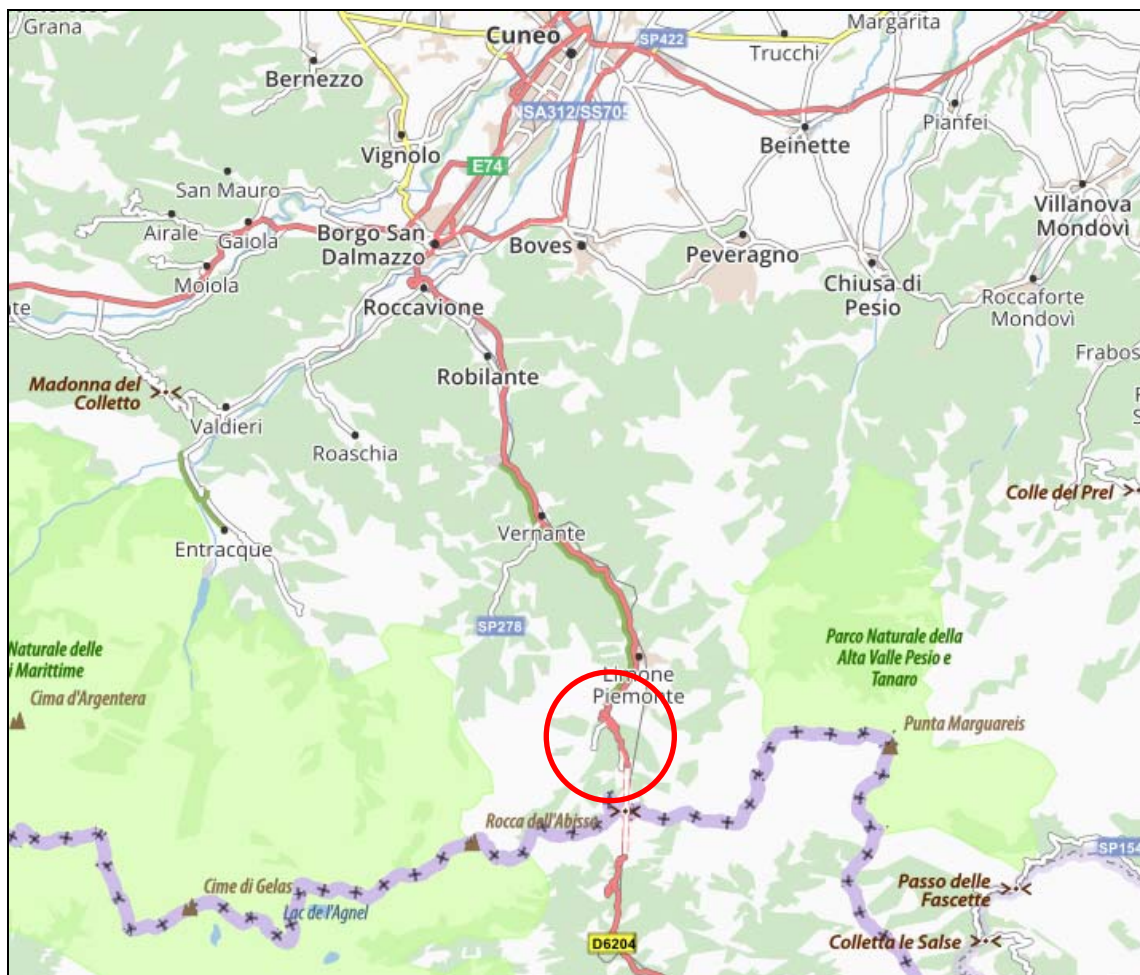 Grana
Margarita
Cuneo
SP422
Trucchi
Bernezzo
NSA312/SS705
Pianfei
Beinette
Vignolo
E74
San Mauro
Villanova
Mondovì
Airale
Gaiola
Borgo San
Dalmazzo
Boves
Peveragno
Moiola
Chiusa di
Pesio
Roccavione
Roccaforte
Mondovì
Robilante
Frabos
Madonna del
Colletto
Valdieri
Roaschia
Colle del Prel
Vernante
Entracque
SP278
Naturale delle
i Marittime
Parco Naturale della
Alta Valle Pesio e
Tanaro
Limone
Piemonte
Cima d'Argentera
Punta Marguareis
Rocca dell'Abisso
SP154
Cime di Gelas
Passo delle
Fascette
Lac de l'Agnel
D6204
Colletta le Salse